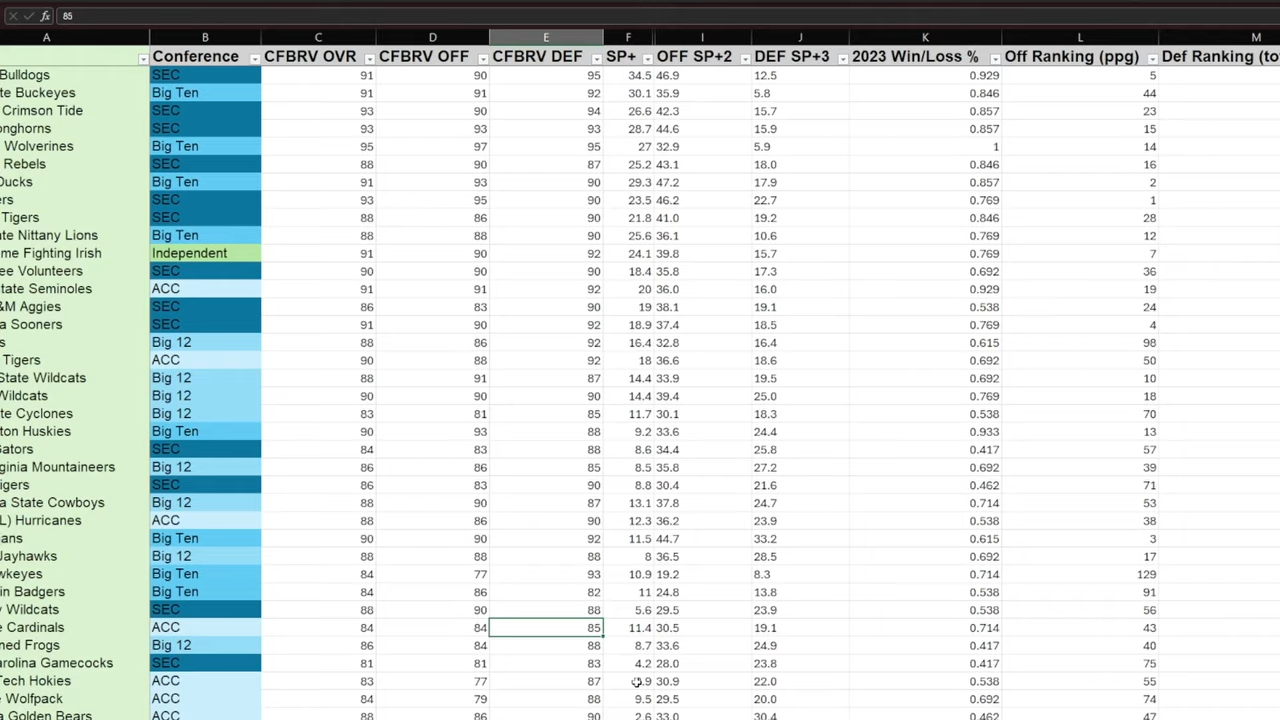 85
A B C D E F I J K L M
Conference CFBRV OVR CFBRV OFF CFBRV DEF SP+ OFF SP+2 DEF SP+3 2023 Win/Loss % Off Ranking (ppg) Def Ranking (to
Bulldogs SEC 91 90 95 34.5 46.9 12.5 0.929 5
te Buckeyes Big Ten 91 91 92 30.1 35.9 5.8 0.846 44
Crimson Tide SEC 93 90 94 26.6 42.3 15.7 0.857 23
onghorns SEC 93 93 93 28.7 44.6 15.9 0.857 15
Wolverines Big Ten 95 97 95 27 32.9 5.9 1 14
Rebels SEC 88 90 87 25.2 43.1 18.0 0.846 16
Ducks Big Ten 91 93 90 29.3 47.2 17.9 0.857 2
ers SEC 93 95 90 23.5 46.2 22.7 0.769 1
Tigers SEC 88 86 90 21.8 41.0 19.2 0.846 28
ate Nittany Lions Big Ten 88 88 90 25.6 36.1 10.6 0.769 12
me Fighting Irish Independent 91 90 92 24.1 39.8 15.7 0.769 7
ee Volunteers SEC 90 90 90 18.4 35.8 17.3 0.692 36
State Seminoles ACC 91 91 90 20 36.0 16.0 0.929 19
&M Aggies SEC 86 83 90 19 38.1 19.1 0.538 24
a Sooners SEC 91 90 92 18.9 37.4 18.5 0.769 4
s Big 12 88 86 92 16.4 32.8 16.4 0.615 98
Tigers ACC 90 88 92 18 36.6 18.6 0.692 50
State Wildcats Big 12 88 91 87 14.4 33.9 19.5 0.692 10
Wildcats Big 12 90 90 90 14.4 39.4 25.0 0.769 18
te Cyclones Big 12 83 81 85 11.7 30.1 18.3 0.538 70
ton Huskies Big Ten 90 93 88 9.2 33.6 24.4 0.933 13
Gators SEC 84 83 88 8.6 34.4 25.8 0.417 57
ginia Mountaineers Big 12 86 86 85 8.5 35.8 27.2 0.692 39
igers SEC 86 83 90 8.8 30.4 21.6 0.462 71
a State Cowboys Big 12 88 90 87 13.1 37.8 24.7 0.714 53
L) Hurricanes ACC 88 86 90 12.3 36.2 23.9 0.538 38
ans Big Ten 90 90 92 11.5 44.7 33.2 0.615 3
Jayhawks Big 12 88 88 88 8 36.5 28.5 0.692 17
wkeyes Big Ten 84 77 93 10.9 19.2 8.3 0.714 129
in Badgers Big Ten 84 86 82 11 24.8 13.8 0.538 91
y Wildcats SEC 88 90 88 5.6 29.5 23.9 0.538 56
e Cardinals ACC 84 84 85 11.4 30.5 19.1 0.714 43
ned Frogs Big 12 86 84 88 8.7 33.6 24.9 0.417 40
arolina Gamecocks SEC 81 81 83 4.2 28.0 23.8 0.417 75
Tech Hokies ACC 83 77 87 .9 30.9 22.0 0.538 55
e Wolfpack ACC 84 79 88 9.5 29.5 20.0 0.692 74
a Golden Bears ACC 88 86 90 2.6 33.0 30.4 0.462 47